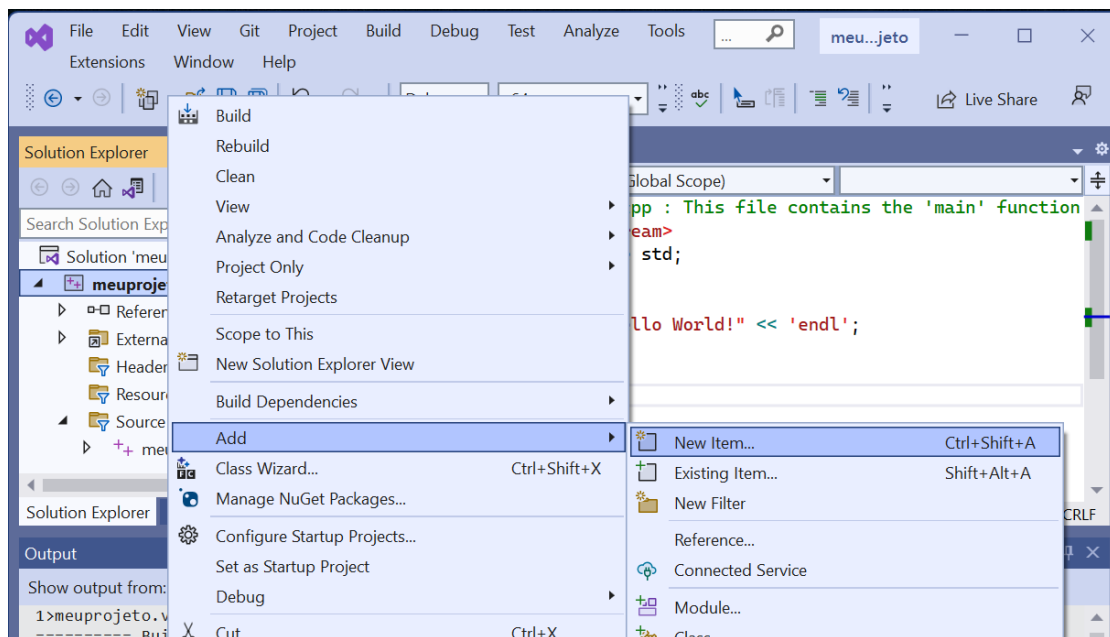 File Edit View Git Project Build Debug Test Analyze Tools ... meu...jeto
Extensions Window Help
Live Share
Solution Explorer
Search Solution Exp
Solution 'meu
meuproje
Referen
Externa
Header
Resour
Source
meu
Solution Explorer
Output
Show output from:
1>meuprojeto.v
---------- Bui
Build
Rebuild
Clean
View
Analyze and Code Cleanup
Project Only
Retarget Projects
Scope to This
New Solution Explorer View
Build Dependencies
Add
Class Wizard... Ctrl+Shift+X
Manage NuGet Packages...
Configure Startup Projects...
Set as Startup Project
Debug
Cut Ctrl+X
Global Scope)
pp : This file contains the 'main' function
eam>
std;
llo World!" << 'endl';
New Item... Ctrl+Shift+A
Existing Item... Shift+Alt+A
New Filter
Reference...
Connected Service
Module...
Class
CRLF